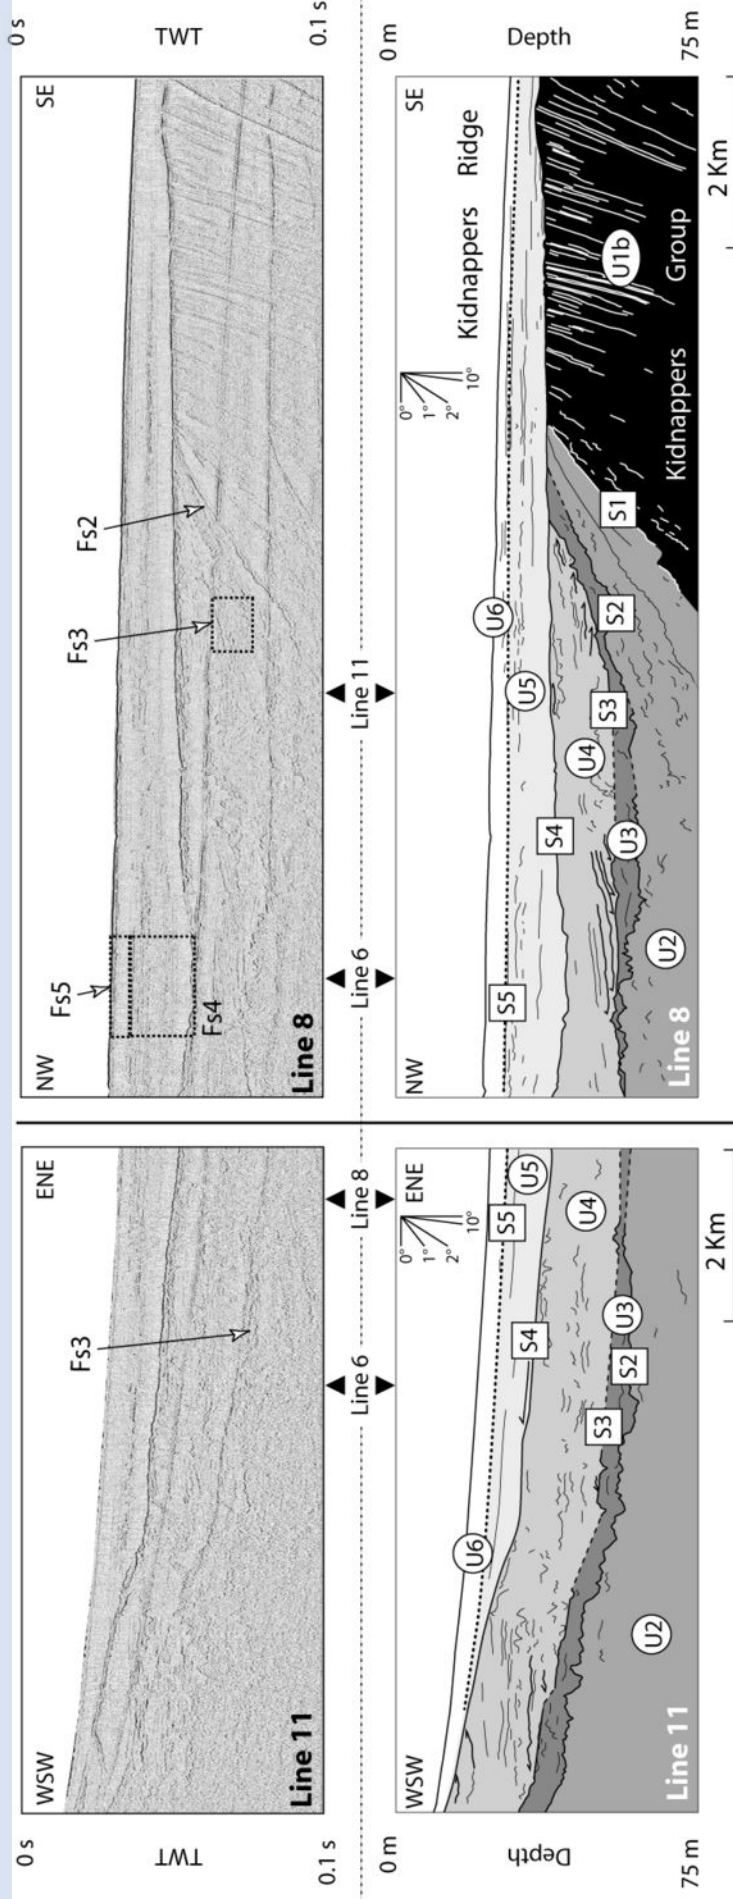 0 s
TWT
0.1 s
WSW
ENE
Fs3
Line 11
NW
SE
Fs5
Fs4
Fs3
Fs2
Line 8
0 s
TWT
0.1 s
Line 6
Line 8
Line 6
Line 11
0 m
Depth
75 m
WSW
ENE
0°
1°
2°
10°
U6
S5
U5
S4
U4
S3
U3
S2
U2
Line 11
2 Km
NW
SE
Kidnappers Ridge
0°
1°
2°
10°
U6
S5
U5
S4
U4
S3
U3
S2
S1
U2
U1b
Kidnappers Group
Line 8
2 Km
0 m
Depth
75 m